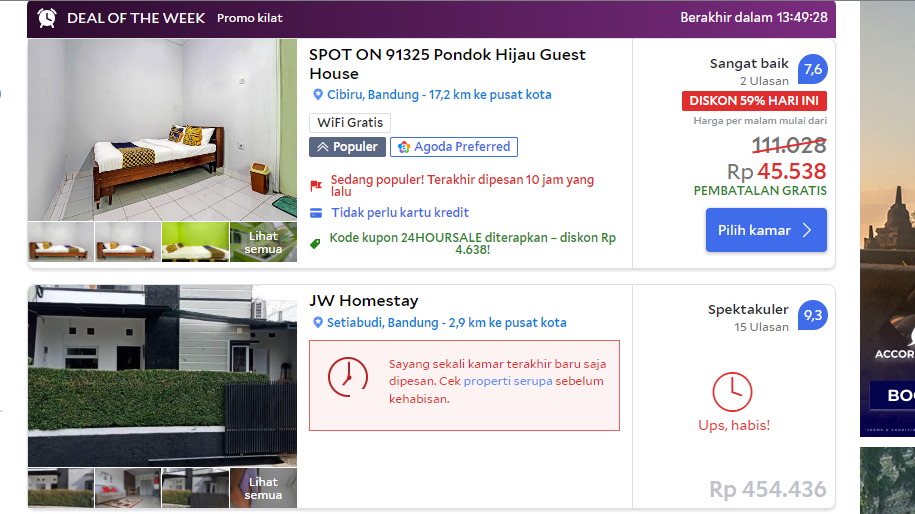 DEAL OF THE WEEK Promo kilat
Berakhir dalam 13:49:28
SPOT ON 91325 Pondok Hijau Guest
House
Cibiru, Bandung - 17,2 km ke pusat kota
WiFi Gratis
Populer
Agoda Preferred
Sedang populer! Terakhir dipesan 10 jam yang
lalu
Tidak perlu kartu kredit
Kode kupon 24HOURSALE diterapkan – diskon Rp
4.638!
Lihat
semua
Sangat baik
2 Ulasan
7,6
DISKON 59% HARI INI
Harga per malam mulai dari
111.028
Rp 45.538
PEMBATALAN GRATIS
Pilih kamar
JW Homestay
Setiabudi, Bandung - 2,9 km ke pusat kota
Sayang sekali kamar terakhir baru saja
dipesan. Cek properti serupa sebelum
kehabisan.
Lihat
semua
Spektakuler
15 Ulasan
9,3
Ups, habis!
Rp 454.436
ACCOR
BO